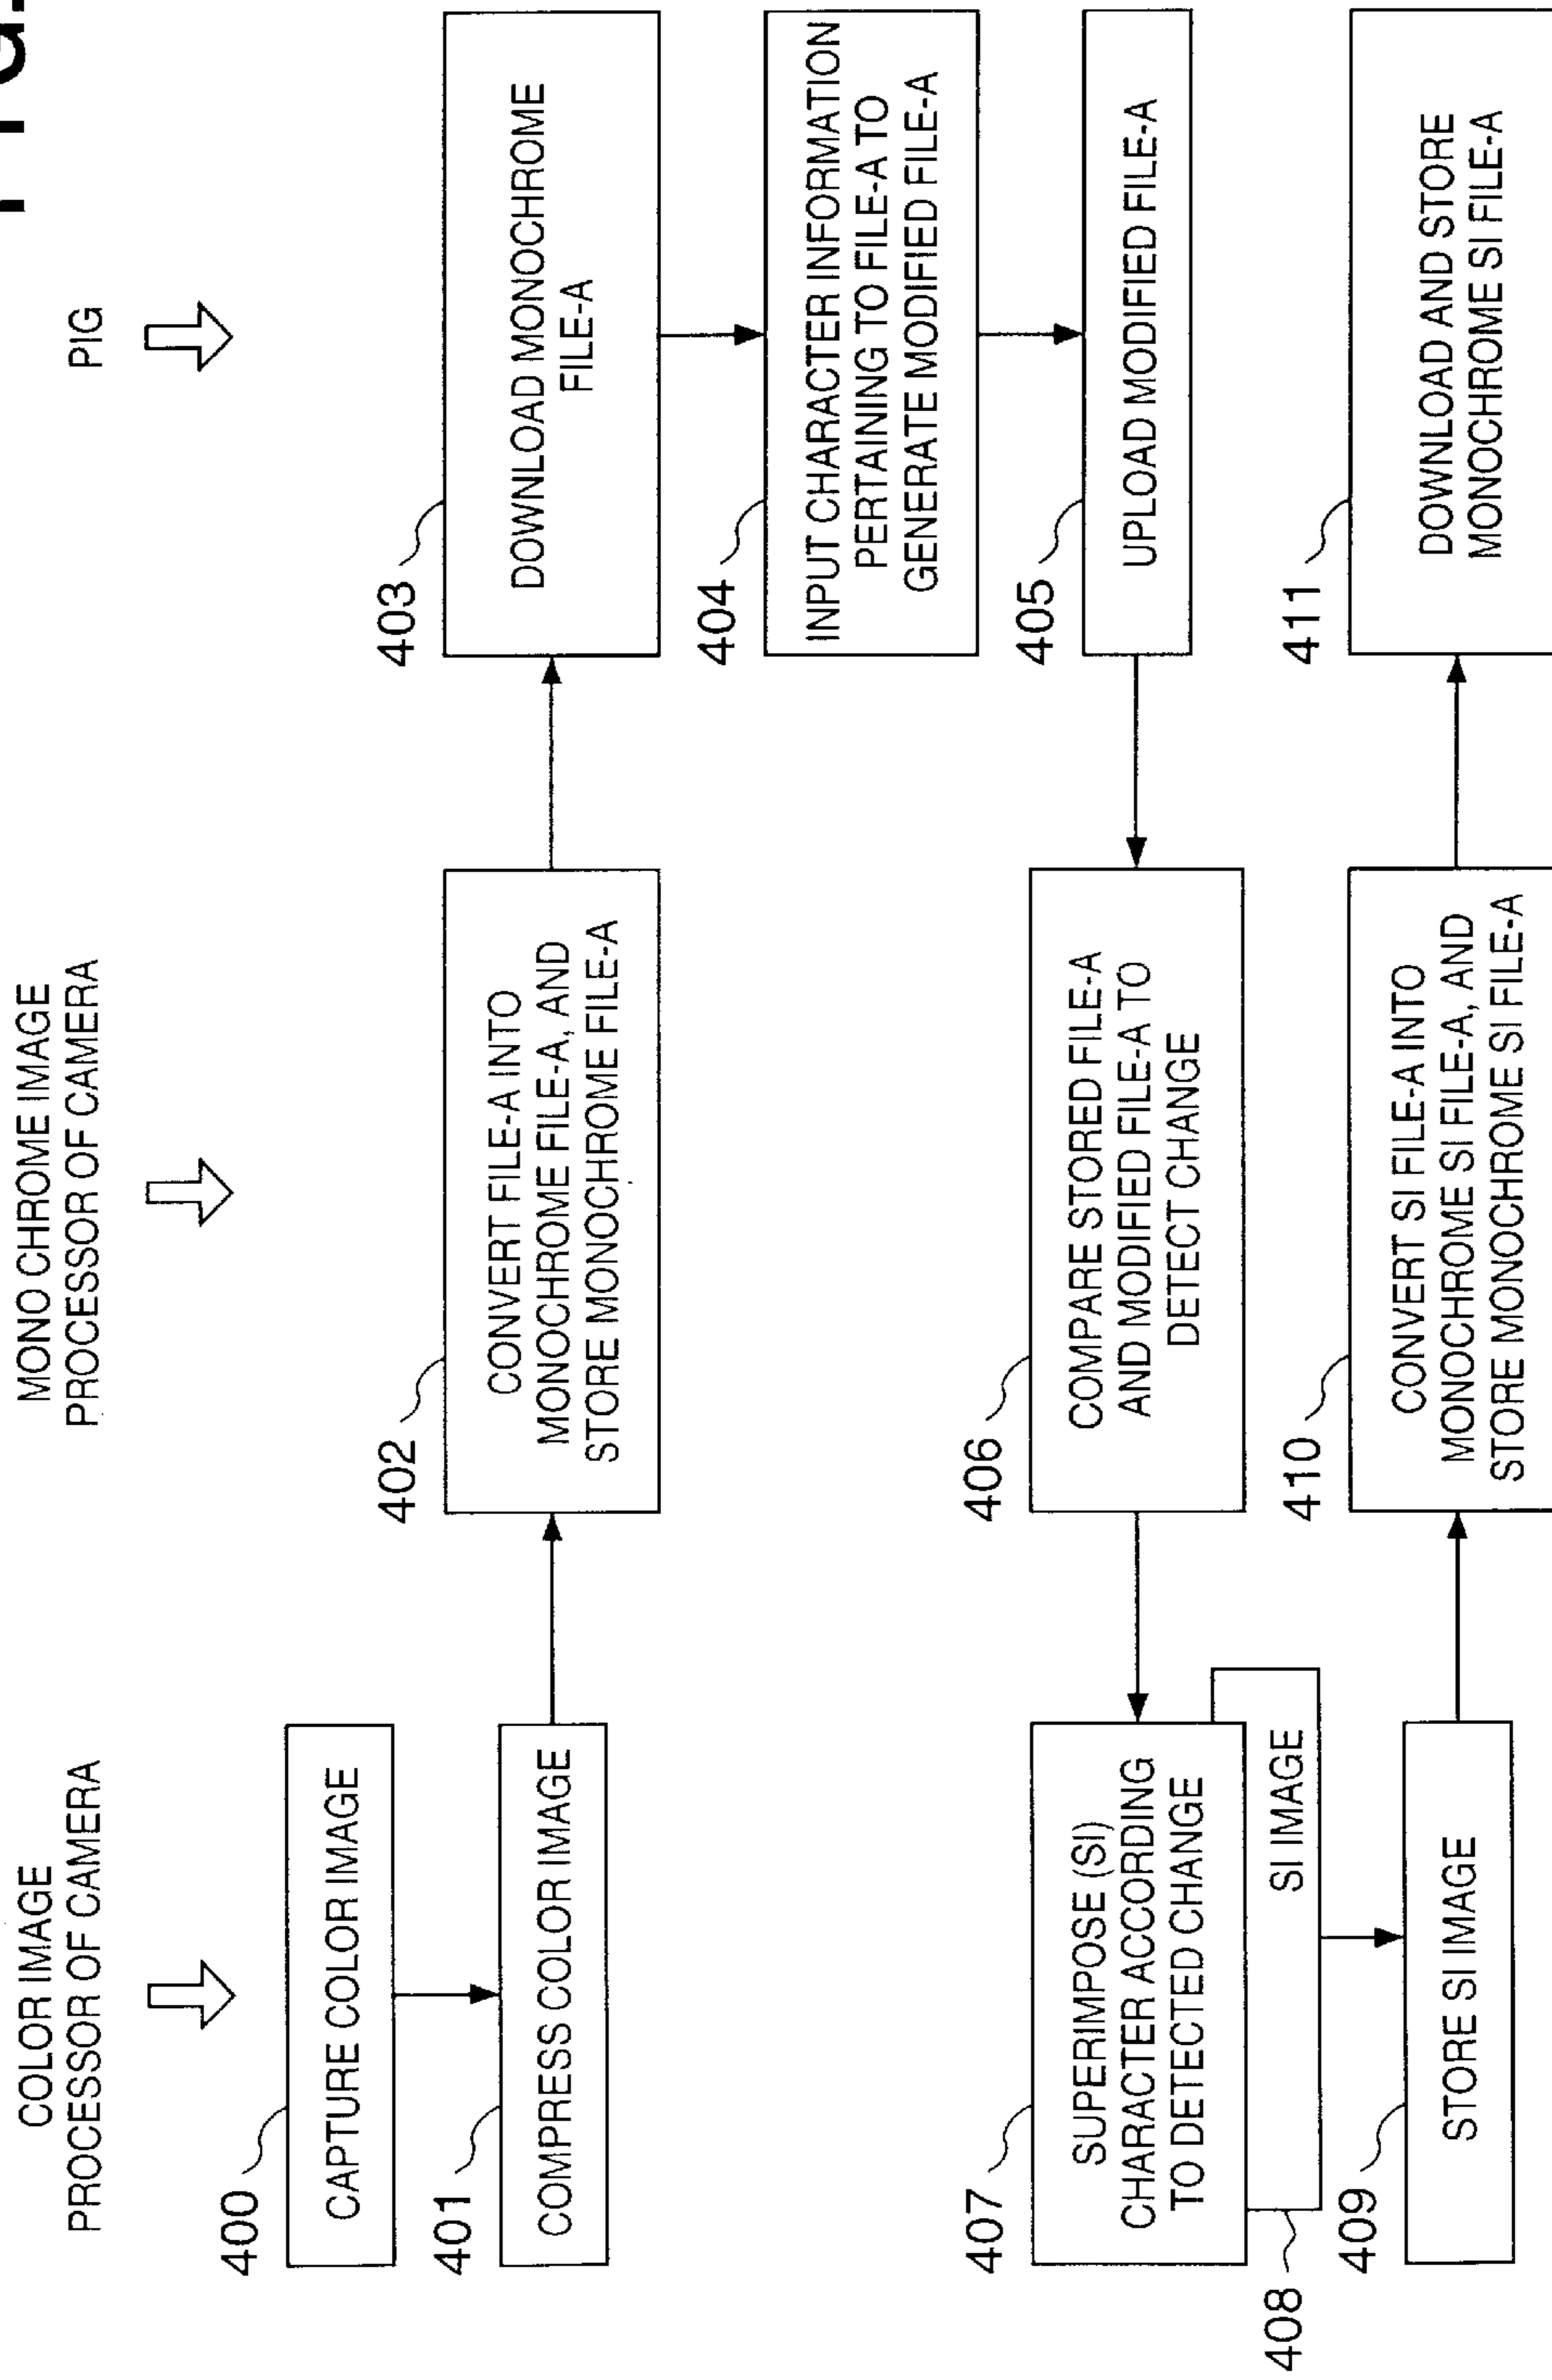 COLOR IMAGE
PROCESSOR OF CAMERA
MONO CHROME IMAGE
PROCESSOR OF CAMERA
PIG
400
CAPTURE COLOR IMAGE
401
COMPRESS COLOR IMAGE
402
CONVERT FILE-A INTO
MONOCHROME FILE-A, AND
STORE MONOCHROME FILE-A
403
DOWNLOAD MONOCHROME
FILE-A
404
INPUT CHARACTER INFORMATION
PERTAINING TO FILE-A TO
GENERATE MODIFIED FILE-A
405
UPLOAD MODIFIED FILE-A
406
COMPARE STORED FILE-A
AND MODIFIED FILE-A TO
DETECT CHANGE
407
SUPERIMPOSE (SI)
CHARACTER ACCORDING
TO DETECTED CHANGE
408
SI IMAGE
409
STORE SI IMAGE
410
CONVERT SI FILE-A INTO
MONOCHROME SI FILE-A, AND
STORE MONOCHROME SI FILE-A
411
DOWNLOAD AND STORE
MONOCHROME SI FILE-A